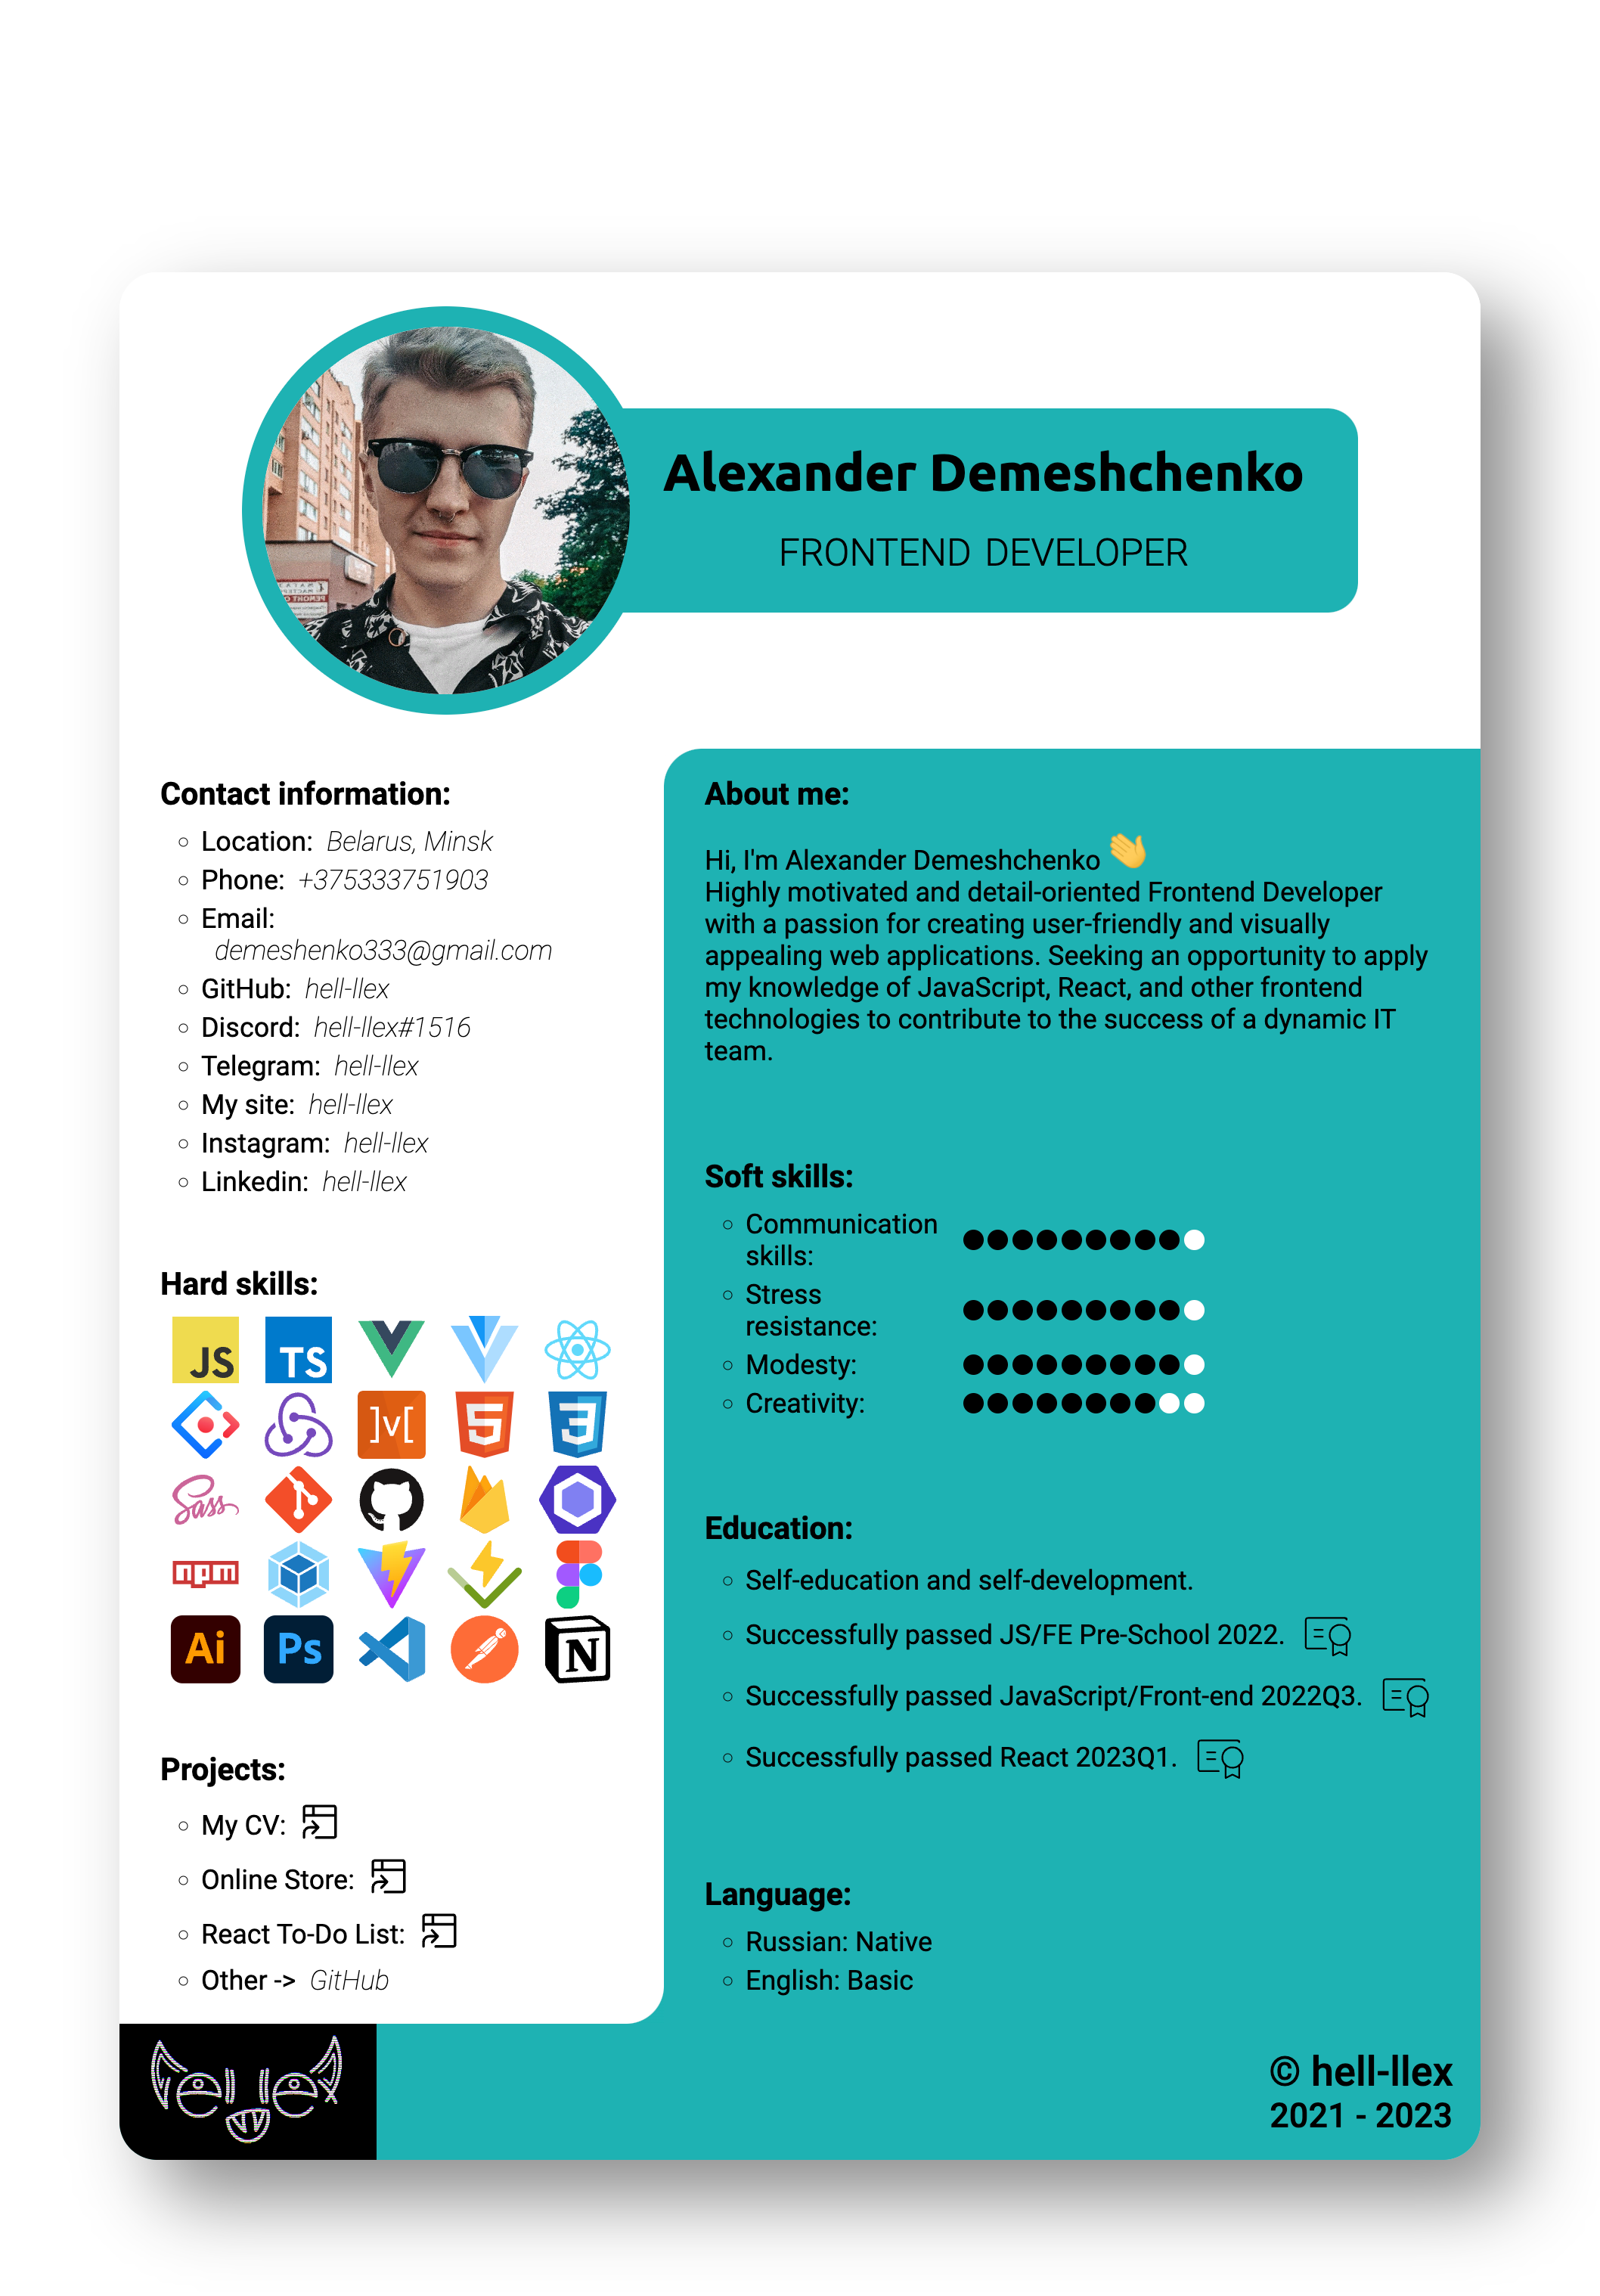 Alexander Demeshchenko
FRONTEND DEVELOPER
Contact information:
Location: Belarus, Minsk
Phone: +375333751903
Email:
demeshenko333@gmail.com
GitHub: hell-llex
Discord: hell-llex#1516
Telegram: hell-llex
My site: hell-llex
Instagram: hell-llex
Linkedin: hell-llex
Hard skills:
JS TS
]v[ 5 3
Sass
npm
Ai Ps N
Projects:
My CV:
Online Store:
React To-Do List:
Other -> GitHub
About me:
Hi, I'm Alexander Demeshchenko 👋
Highly motivated and detail-oriented Frontend Developer
with a passion for creating user-friendly and visually
appealing web applications. Seeking an opportunity to apply
my knowledge of JavaScript, React, and other frontend
technologies to contribute to the success of a dynamic IT
team.
Soft skills:
Communication
skills:
Stress
resistance:
Modesty:
Creativity:
Education:
Self-education and self-development.
Successfully passed JS/FE Pre-School 2022.
Successfully passed JavaScript/Front-end 2022Q3.
Successfully passed React 2023Q1.
Language:
Russian: Native
English: Basic
© hell-llex
2021 - 2023